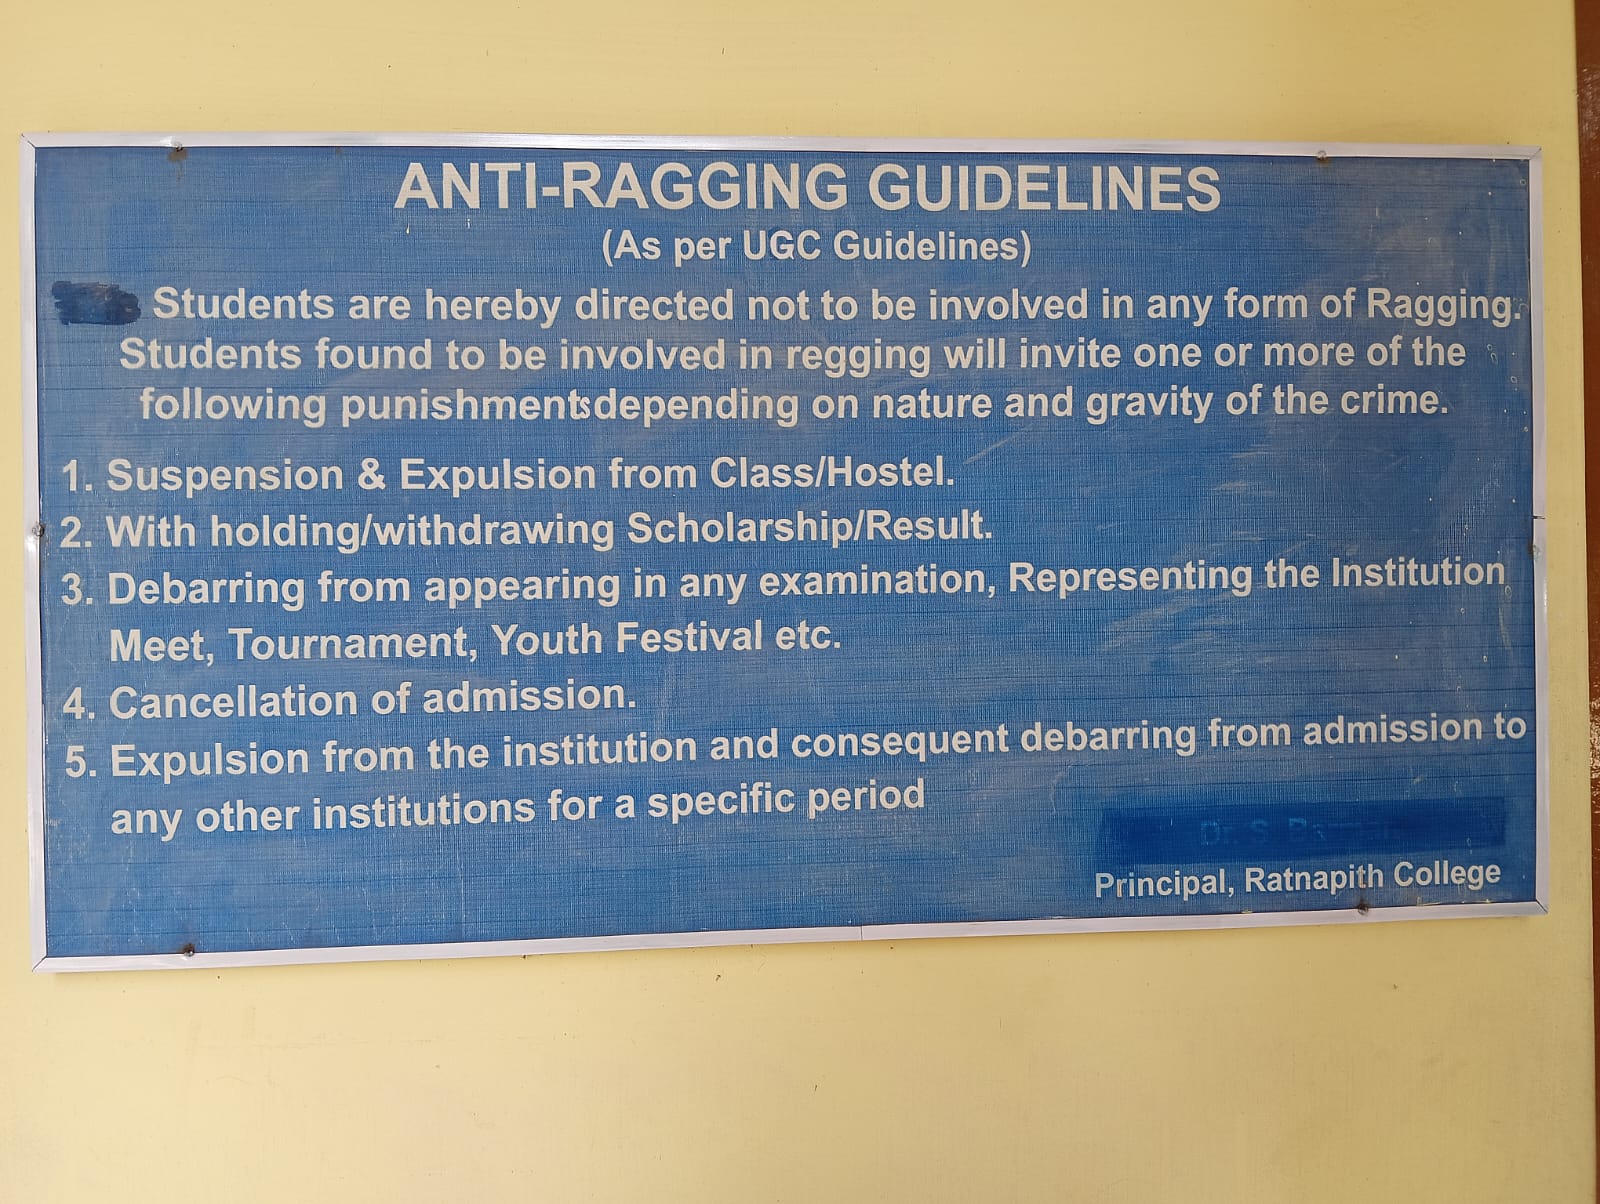 ANTI-RAGGING GUIDELINES
(As per UGC Guidelines)
Students are hereby directed not to be involved in any form of Ragging.
Students found to be involved in regging will invite one or more of the
following punishments depending on nature and gravity of the crime.
1. Suspension & Expulsion from Class/Hostel.
2. With holding/withdrawing Scholarship/Result.
3. Debarring from appearing in any examination, Representing the Institution
Meet, Tournament, Youth Festival etc.
4. Cancellation of admission.
5. Expulsion from the institution and consequent debarring from admission to
any other institutions for a specific period
Dr. S.
Principal, Ratnapith College